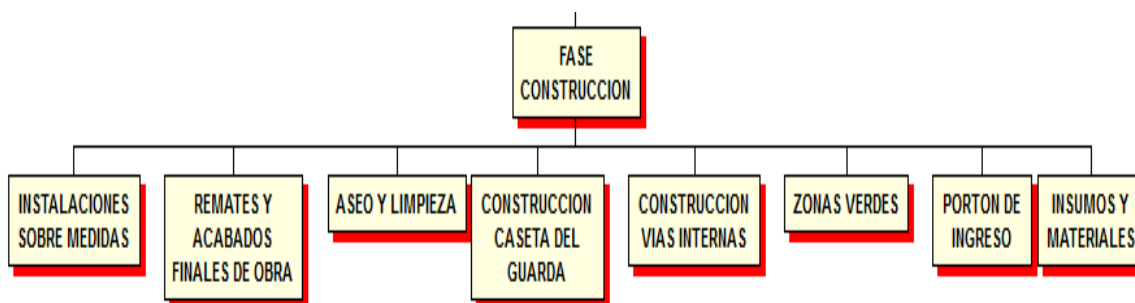 FASE
CONSTRUCCION
INSTALACIONES
SOBRE MEDIDAS
REMATES Y
ACABADOS
FINALES DE OBRA
ASEO Y LIMPIEZA
CONSTRUCCION
CASETA DEL
GUARDA
CONSTRUCCION
VIAS INTERNAS
ZONAS VERDES
PORTON DE
INGRESO
INSUMOS Y
MATERIALES